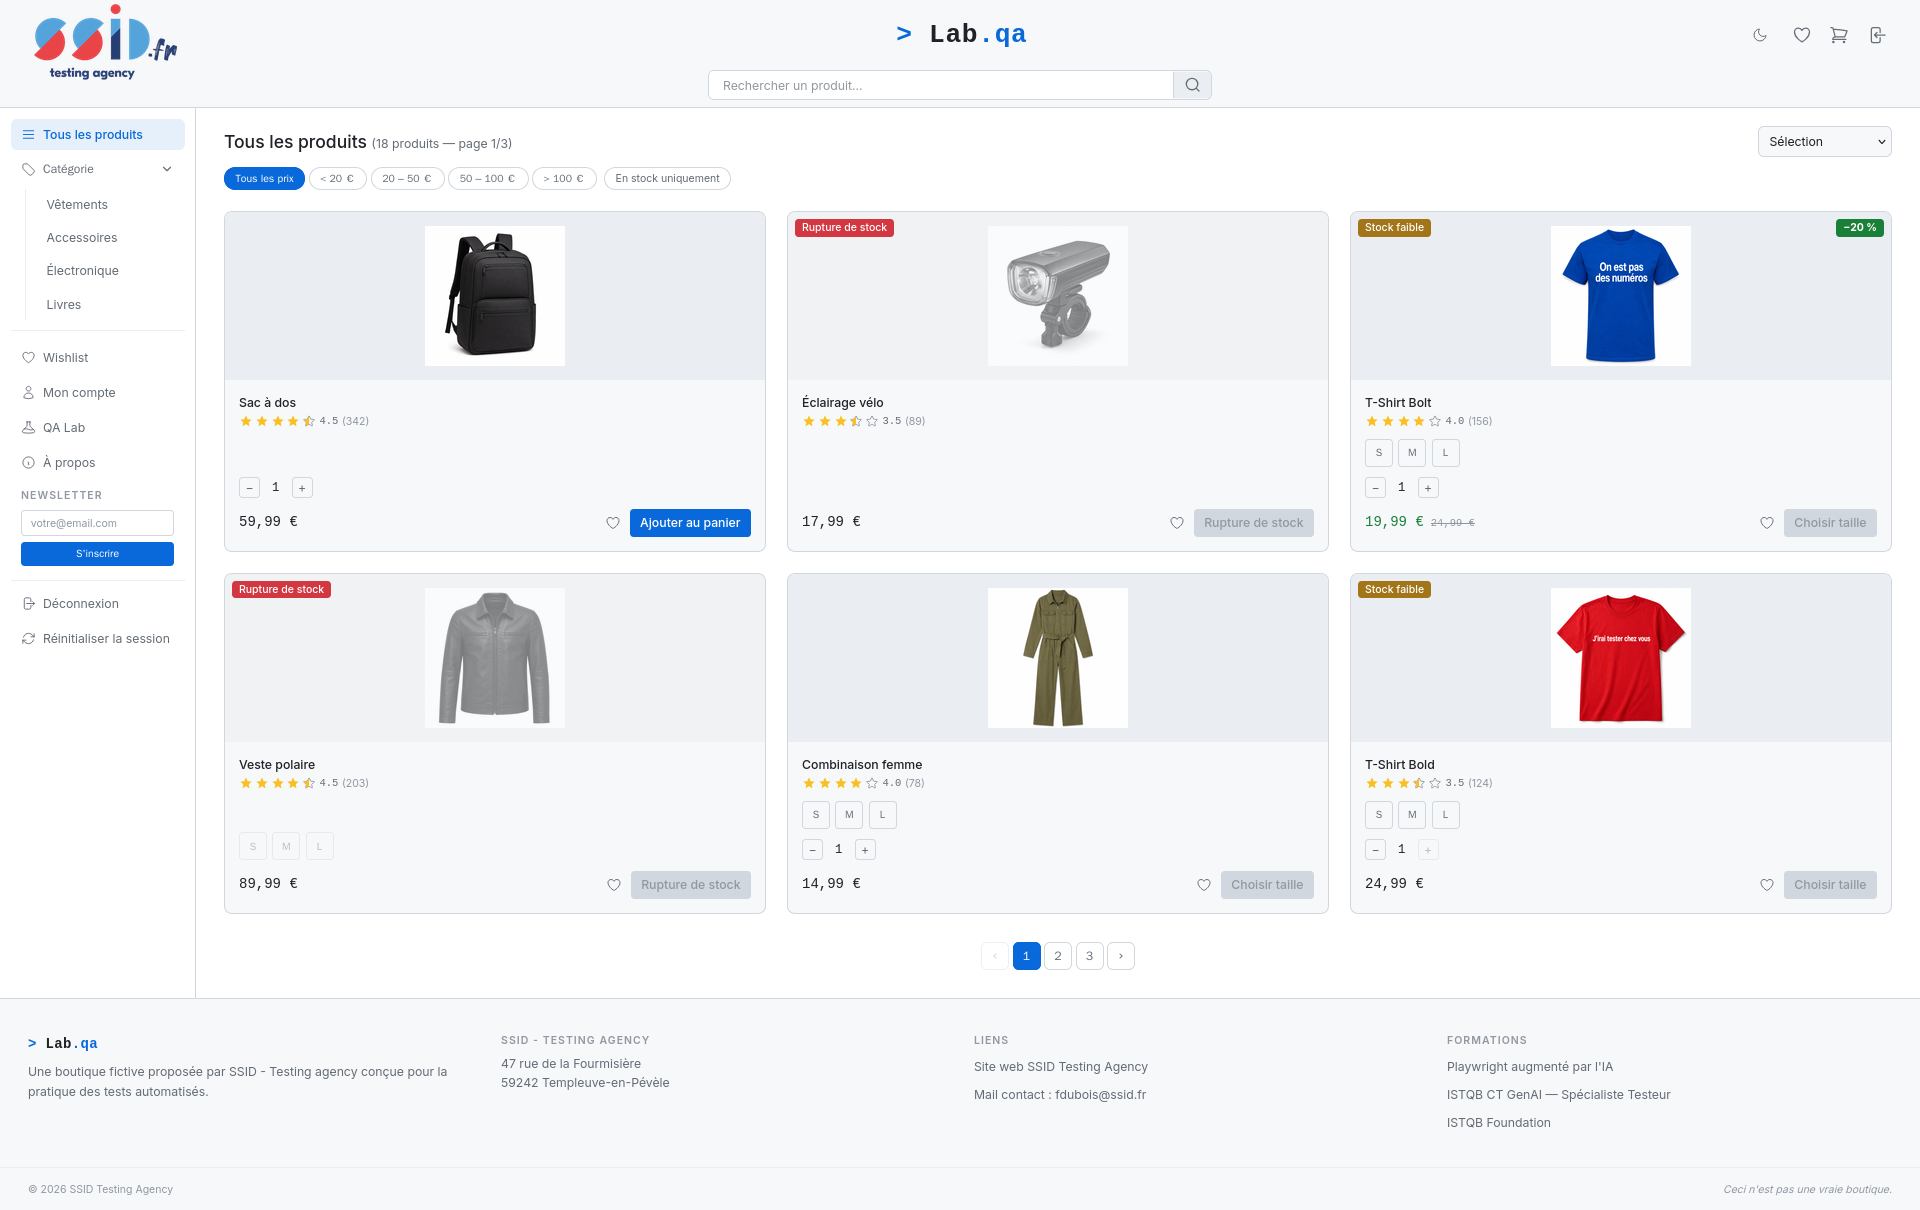 ssiD.fr
testing agency
> Lab.qa
Rechercher un produit...
Tous les produits
Catégorie
Vêtements
Accessoires
Électronique
Livres
Wishlist
Mon compte
QA Lab
À propos
NEWSLETTER
votre@email.com
S'inscrire
Déconnexion
Réinitialiser la session
Tous les produits (18 produits — page 1/3)
Sélection
Tous les prix
< 20 €
20 – 50 €
50 – 100 €
> 100 €
En stock uniquement
Sac à dos
4.5 (342)
− 1 +
59,99 €
Ajouter au panier
Rupture de stock
Éclairage vélo
3.5 (89)
17,99 €
Rupture de stock
Stock faible
−20 %
On est pas
des numéros
T-Shirt Bolt
4.0 (156)
S M L
− 1 +
19,99 € 24,99 €
Choisir taille
Rupture de stock
Veste polaire
4.5 (203)
S M L
89,99 €
Rupture de stock
Combinaison femme
4.0 (78)
S M L
− 1 +
14,99 €
Choisir taille
Stock faible
J'irai tester chez vous
T-Shirt Bold
3.5 (124)
S M L
− 1 +
24,99 €
Choisir taille
‹ 1 2 3 ›
> Lab.qa
Une boutique fictive proposée par SSID - Testing agency conçue pour la
pratique des tests automatisés.
SSID - TESTING AGENCY
47 rue de la Fourmisière
59242 Templeuve-en-Pévèle
LIENS
Site web SSID Testing Agency
Mail contact : fdubois@ssid.fr
FORMATIONS
Playwright augmenté par l'IA
ISTQB CT GenAI — Spécialiste Testeur
ISTQB Foundation
© 2026 SSID Testing Agency
Ceci n'est pas une vraie boutique.